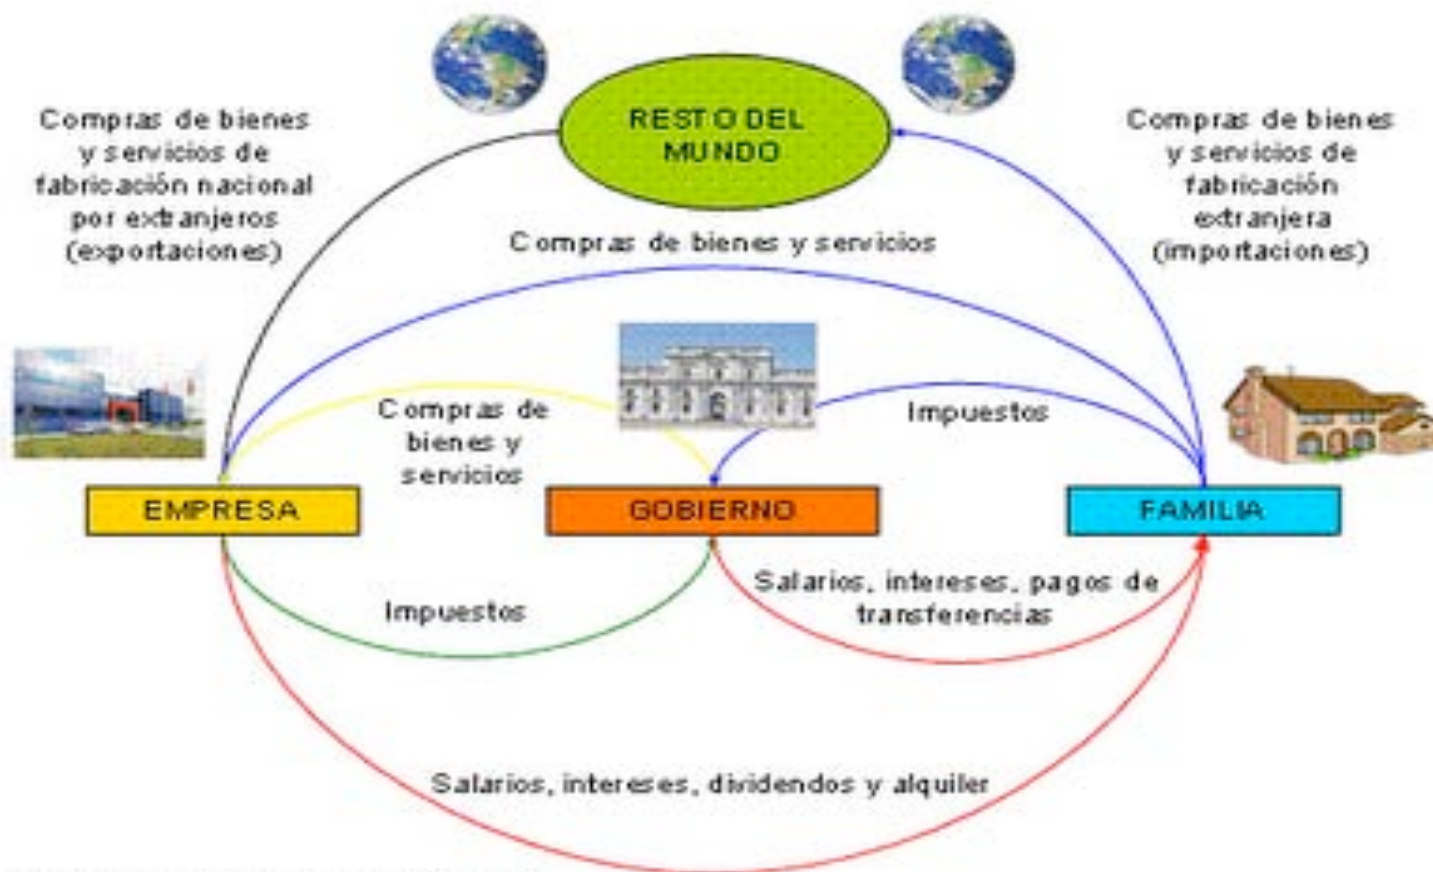 RESTO DEL
MUNDO
Compras de bienes
y servicios de
fabricación nacional
por extranjeros
(exportaciones)
Compras de bienes
y servicios de
fabricación
extranjera
(importaciones)
Compras de bienes y servicios
Compras de
bienes y
servicios
Impuestos
EMPRESA
GOBIERNO
FAMILIA
Impuestos
Salarios, intereses, pagos de
transferencias
Salarios, intereses, dividendos y alquiler